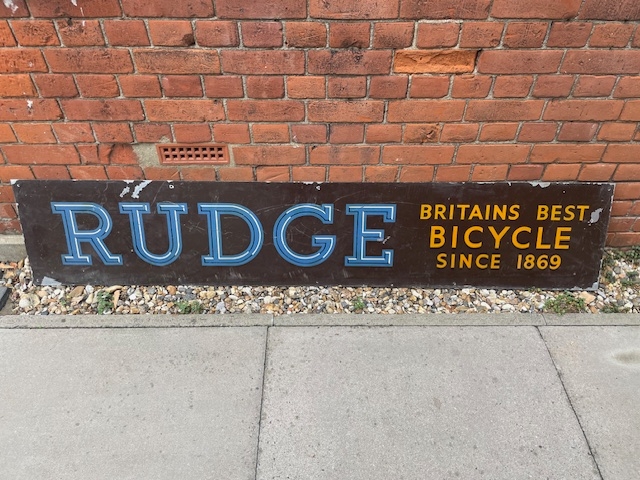 RUDGE
BRITAINS BEST
BICYCLE
SINCE 1869